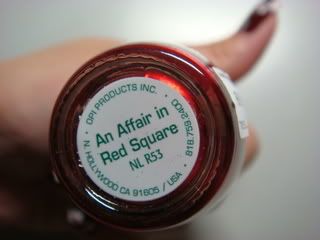 OPI PRODUCTS INC. • 818.759.2400 •
An Affair in
Red Square
NL R53
N. HOLLYWOOD CA 91605 / USA •